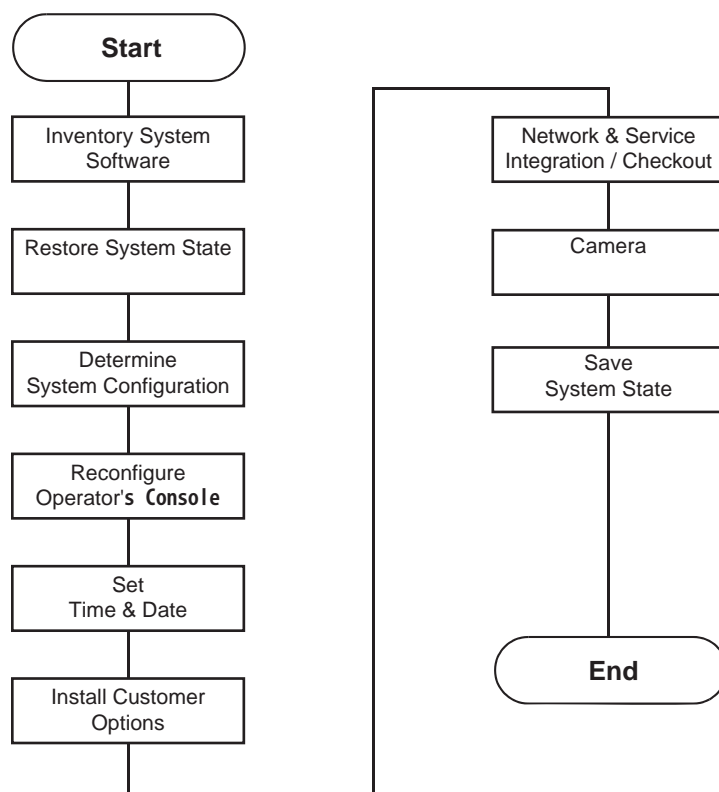 Start
Inventory System
Software
Restore System State
Determine
System Configuration
Reconfigure
Operator's Console
Set
Time & Date
Install Customer
Options
Network & Service
Integration / Checkout
Camera
Save
System State
End